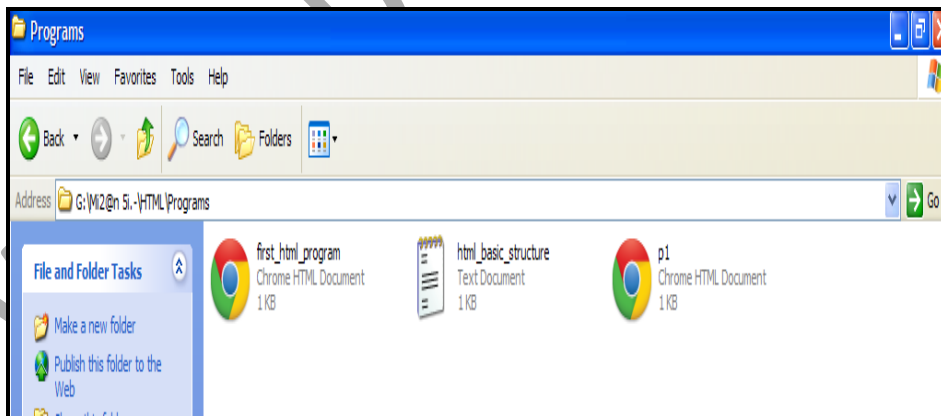 Programs
File Edit View Favorites Tools Help
Back Search Folders
Address G:\Mi2@n 5i.-\HTML\Programs Go
File and Folder Tasks
Make a new folder
Publish this folder to the
Web
first_html_program
Chrome HTML Document
1 KB
html_basic_structure
Text Document
1 KB
p1
Chrome HTML Document
1 KB